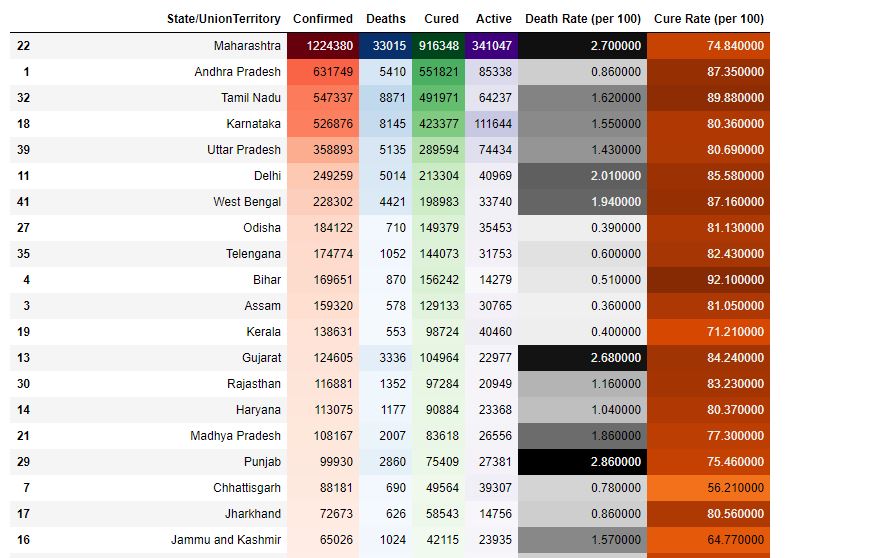 State/UnionTerritory Confirmed Deaths Cured Active Death Rate (per 100) Cure Rate (per 100)
22 Maharashtra 1224380 33015 916348 341047 2.700000 74.840000
1 Andhra Pradesh 631749 5410 551821 85338 0.860000 87.350000
32 Tamil Nadu 547337 8871 491971 64237 1.620000 89.880000
18 Karnataka 526876 8145 423377 111644 1.550000 80.360000
39 Uttar Pradesh 358893 5135 289594 74434 1.430000 80.690000
11 Delhi 249259 5014 213304 40969 2.010000 85.580000
41 West Bengal 228302 4421 198983 33740 1.940000 87.160000
27 Odisha 184122 710 149379 35453 0.390000 81.130000
35 Telengana 174774 1052 144073 31753 0.600000 82.430000
4 Bihar 169651 870 156242 14279 0.510000 92.100000
3 Assam 159320 578 129133 30765 0.360000 81.050000
19 Kerala 138631 553 98724 40460 0.400000 71.210000
13 Gujarat 124605 3336 104964 22977 2.680000 84.240000
30 Rajasthan 116881 1352 97284 20949 1.160000 83.230000
14 Haryana 113075 1177 90884 23368 1.040000 80.370000
21 Madhya Pradesh 108167 2007 83618 26556 1.860000 77.300000
29 Punjab 99930 2860 75409 27381 2.860000 75.460000
7 Chhattisgarh 88181 690 49564 39307 0.780000 56.210000
17 Jharkhand 72673 626 58543 14756 0.860000 80.560000
16 Jammu and Kashmir 65026 1024 42115 23935 1.570000 64.770000